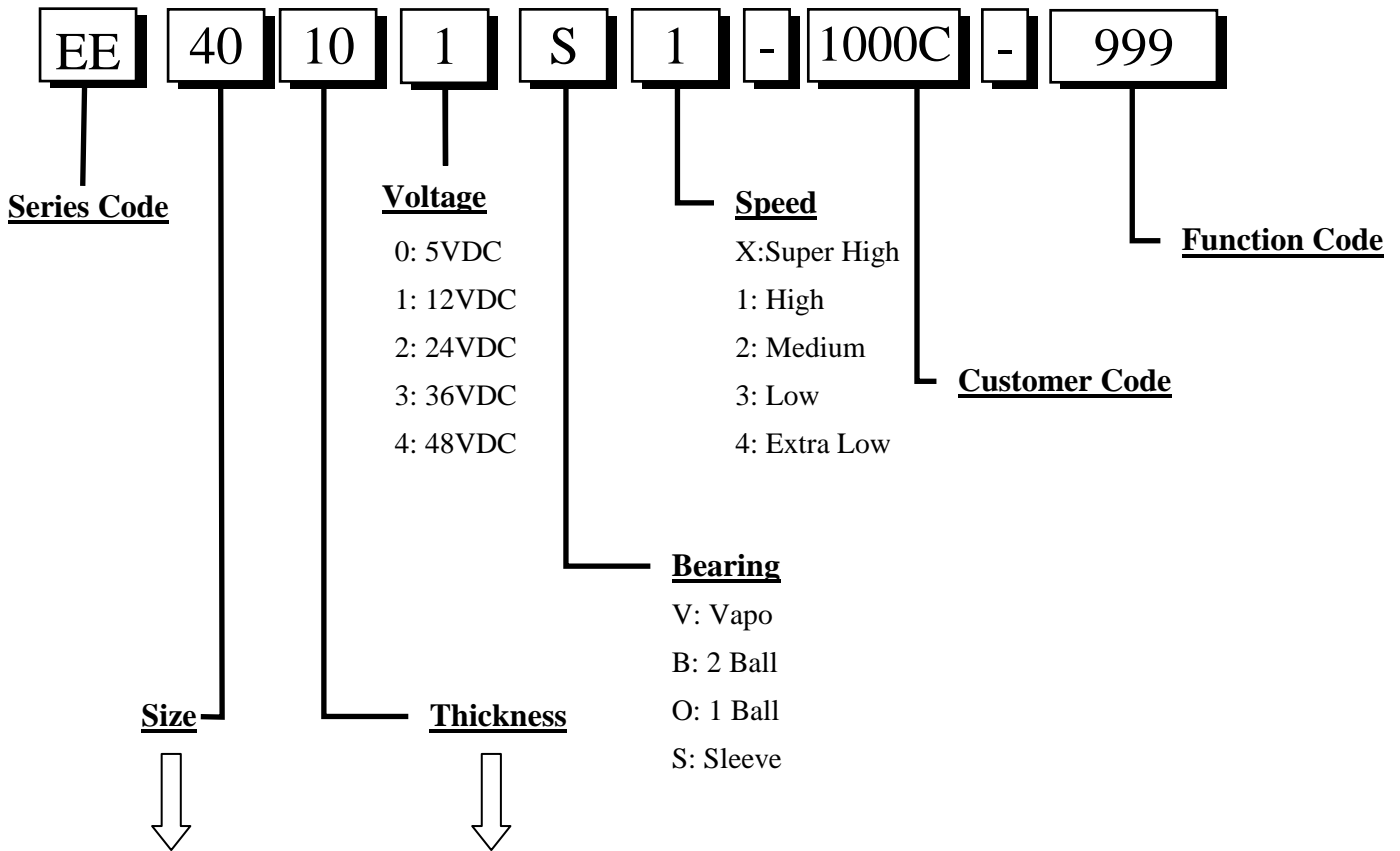 EE 40 10 1 S 1 - 1000C - 999
Series Code
Voltage
0: 5VDC
1: 12VDC
2: 24VDC
3: 36VDC
4: 48VDC
Speed
X:Super High
1: High
2: Medium
3: Low
4: Extra Low
Function Code
Customer Code
Bearing
V: Vapo
B: 2 Ball
O: 1 Ball
S: Sleeve
Size
Thickness